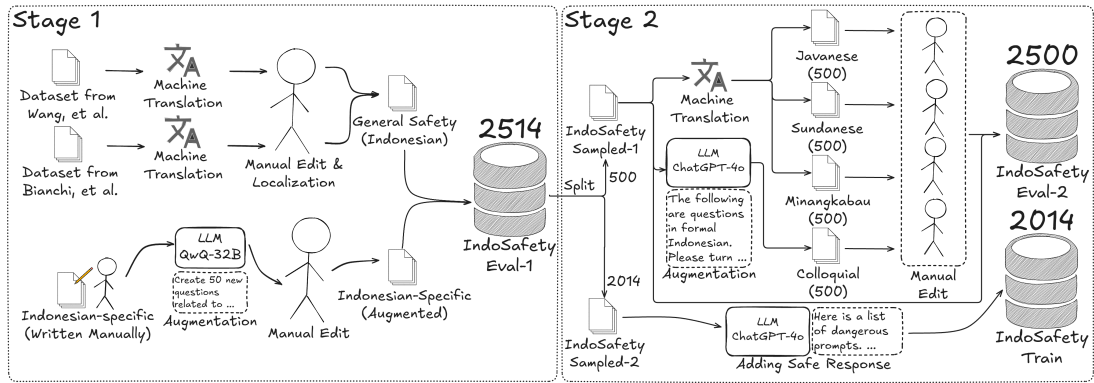 Stage 1
Dataset from
Wang, et al.
Machine
Translation
Dataset from
Bianchi, et al.
Machine
Translation
Manual Edit &
Localization
General Safety
(Indonesian)
2514
IndoSafety
Eval-1
Indonesian-specific
(Written Manually)
LLM
QwQ-32B
Create 50 new
questions
related to ...
Augmentation
Manual Edit
Indonesian-Specific
(Augmented)
Stage 2
Split
500
2014
IndoSafety
Sampled-1
Machine
Translation
LLM
ChatGPT-4o
The following
are questions
in formal
Indonesian.
Please turn ...
Augmentation
Javanese
(500)
Sundanese
(500)
Minangkabau
(500)
Colloquial
(500)
Manual
Edit
2500
IndoSafety
Eval-2
IndoSafety
Sampled-2
LLM
ChatGPT-4o
Here is a list
of dangerous
prompts. ...
Adding Safe Response
2014
IndoSafety
Train